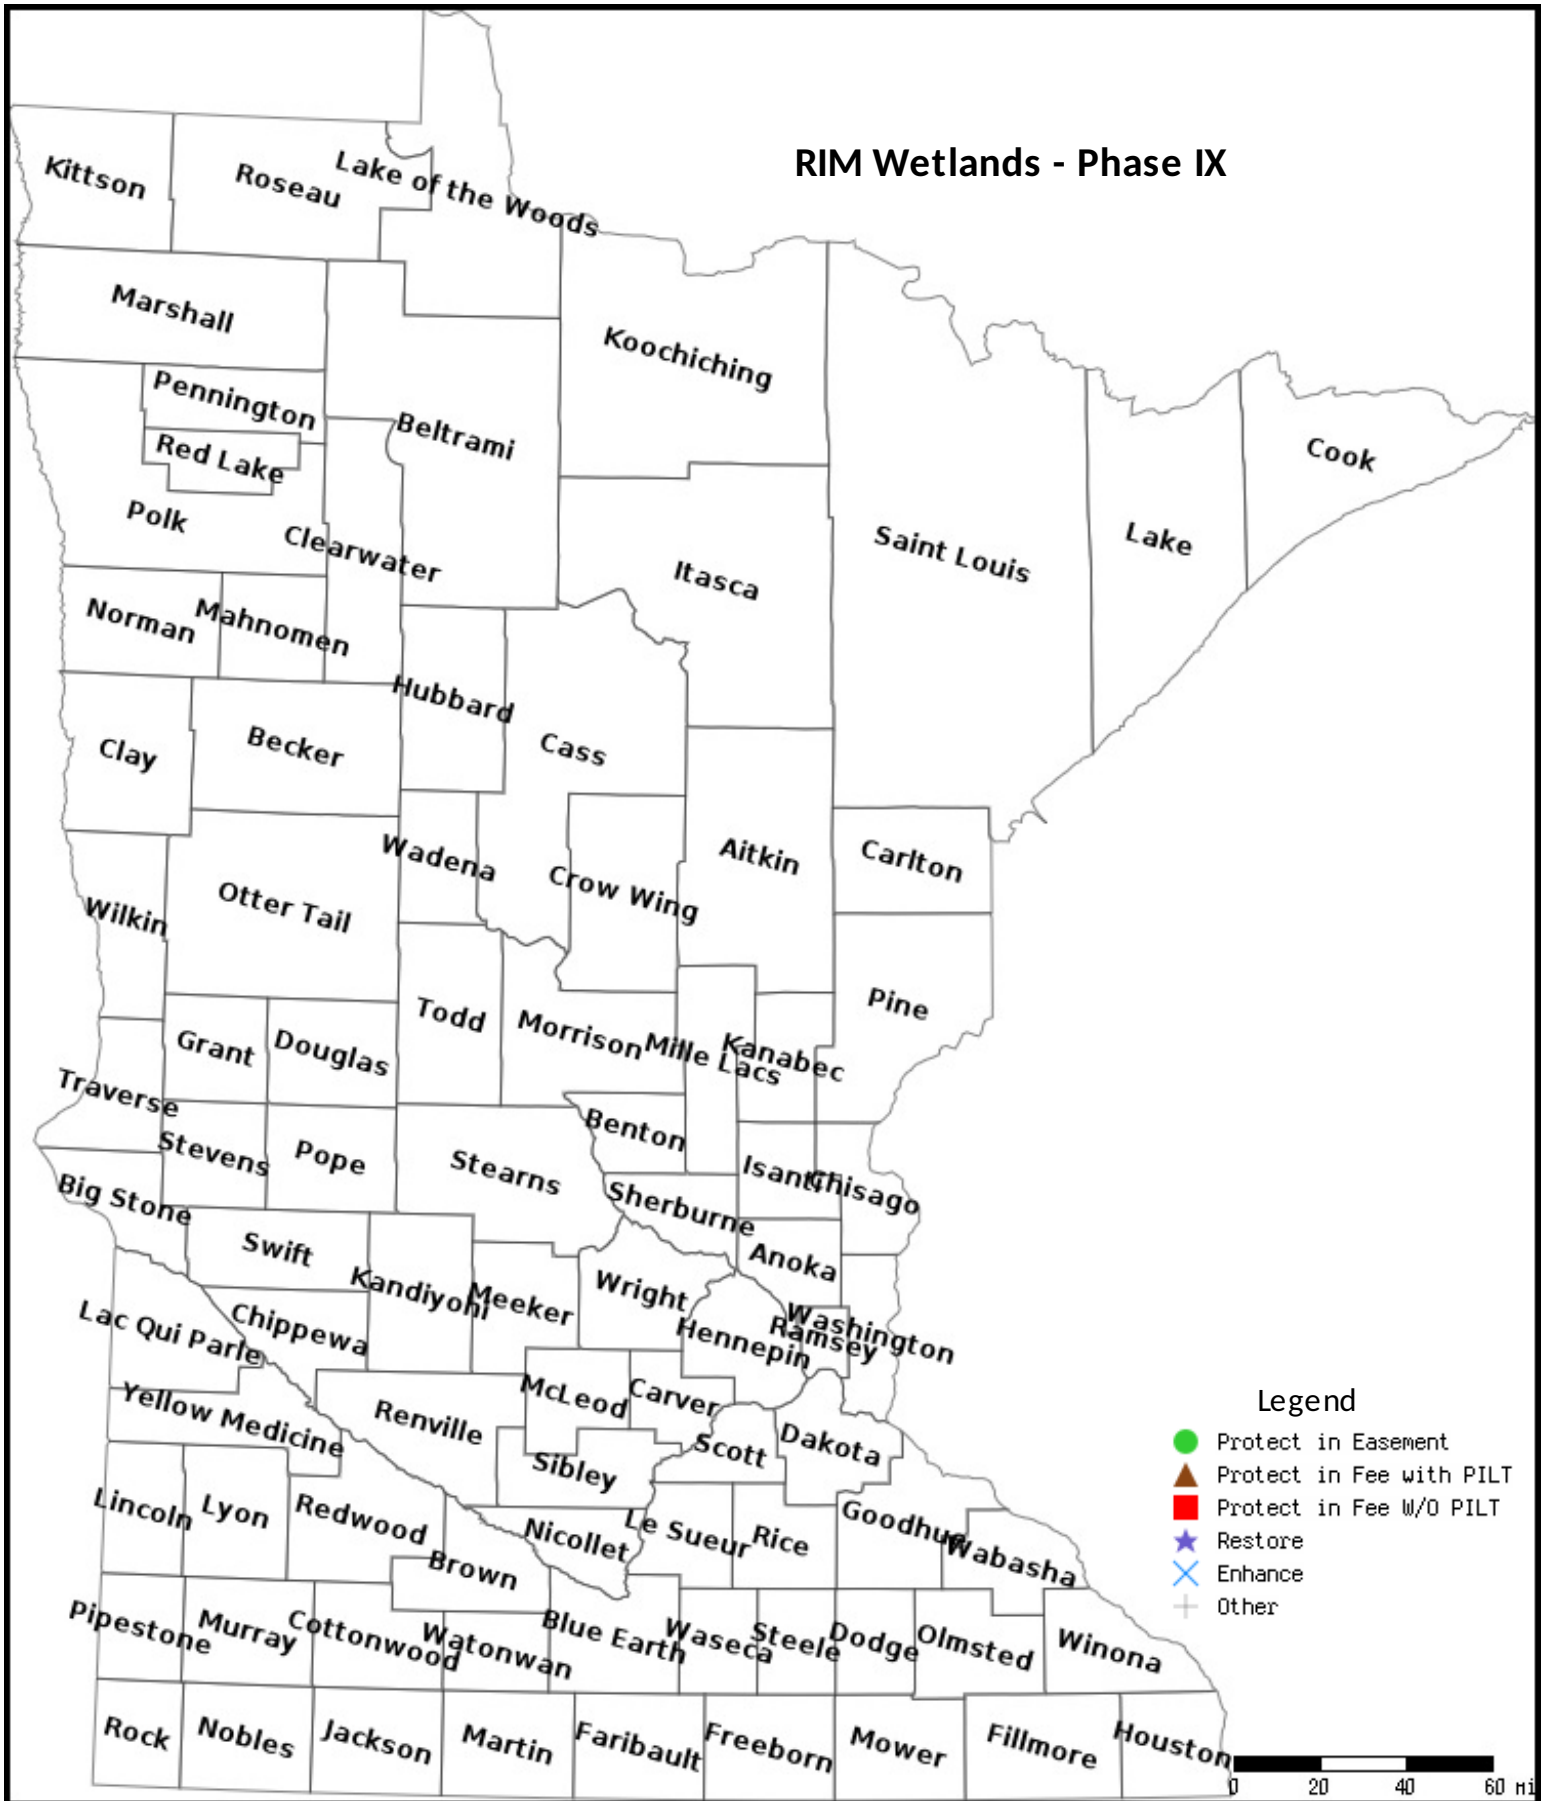 RIM Wetlands - Phase IX
Kittson
Roseau
Lake of the Woods
Marshall
Koochiching
Pennington
Beltrami
Red Lake
Cook
Polk
Clearwater
Saint Louis
Lake
Itasca
Norman
Mahnomen
Hubbard
Clay
Becker
Cass
Wadena
Aitkin
Carlton
Otter Tail
Crow Wing
Wilkin
Pine
Todd
Morrison
Mille Lacs
Kanabec
Grant
Douglas
Traverse
Benton
Stevens
Pope
Stearns
Isanti
Chisago
Big Stone
Sherburne
Swift
Anoka
Kandiyohi
Meeker
Wright
Lac Qui Parle
Chippewa
Hennepin
Ramsey
Washington
McLeod
Carver
Yellow Medicine
Renville
Scott
Dakota
Sibley
Lincoln
Lyon
Redwood
Nicollet
Le Sueur
Rice
Goodhue
Wabasha
Brown
Pipestone
Murray
Cottonwood
Watonwan
Blue Earth
Waseca
Steele
Dodge
Olmsted
Winona
Rock
Nobles
Jackson
Martin
Faribault
Freeborn
Mower
Fillmore
Houston
Legend
Protect in Easement
Protect in Fee with PILT
Protect in Fee W/O PILT
Restore
Enhance
Other
0 20 40 60 mi